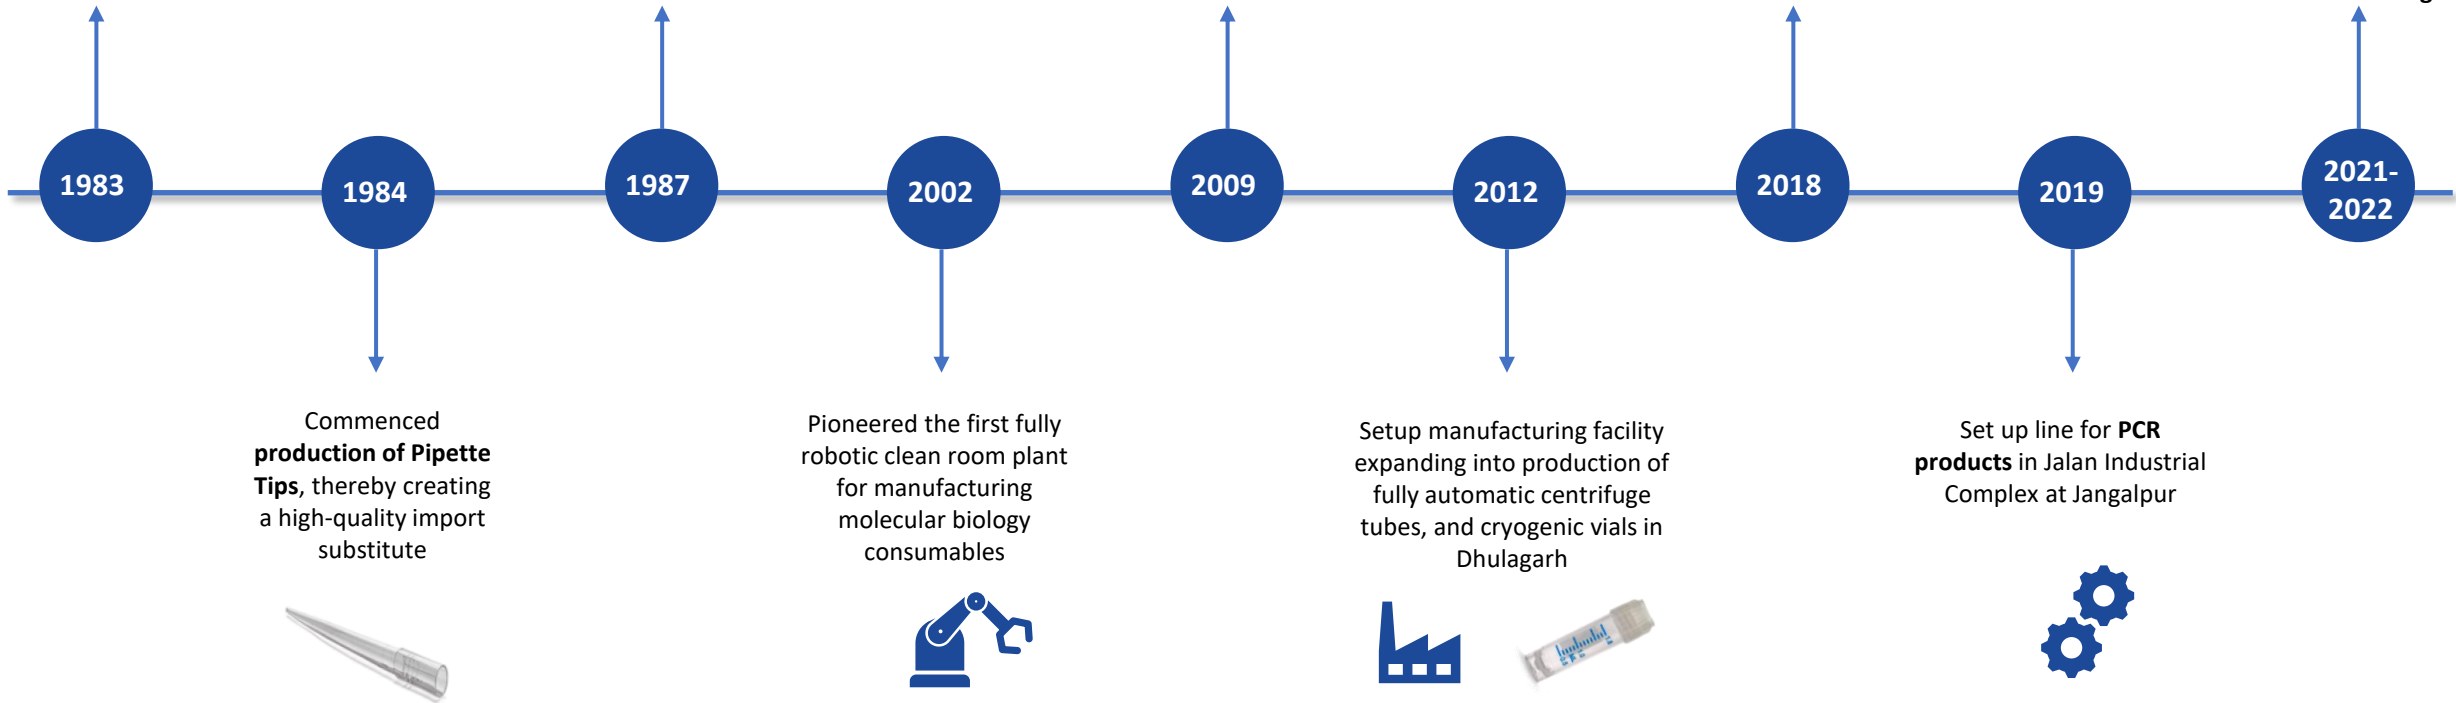 1983
1984
1987
2002
2009
2012
2018
2019
2021-
2022
Commenced
production of Pipette
Tips, thereby creating
a high-quality import
substitute
Pioneered the first fully
robotic clean room plant
for manufacturing
molecular biology
consumables
Setup manufacturing facility
expanding into production of
fully automatic centrifuge
tubes, and cryogenic vials in
Dhulagarh
Set up line for PCR
products in Jalan Industrial
Complex at Jangalpur